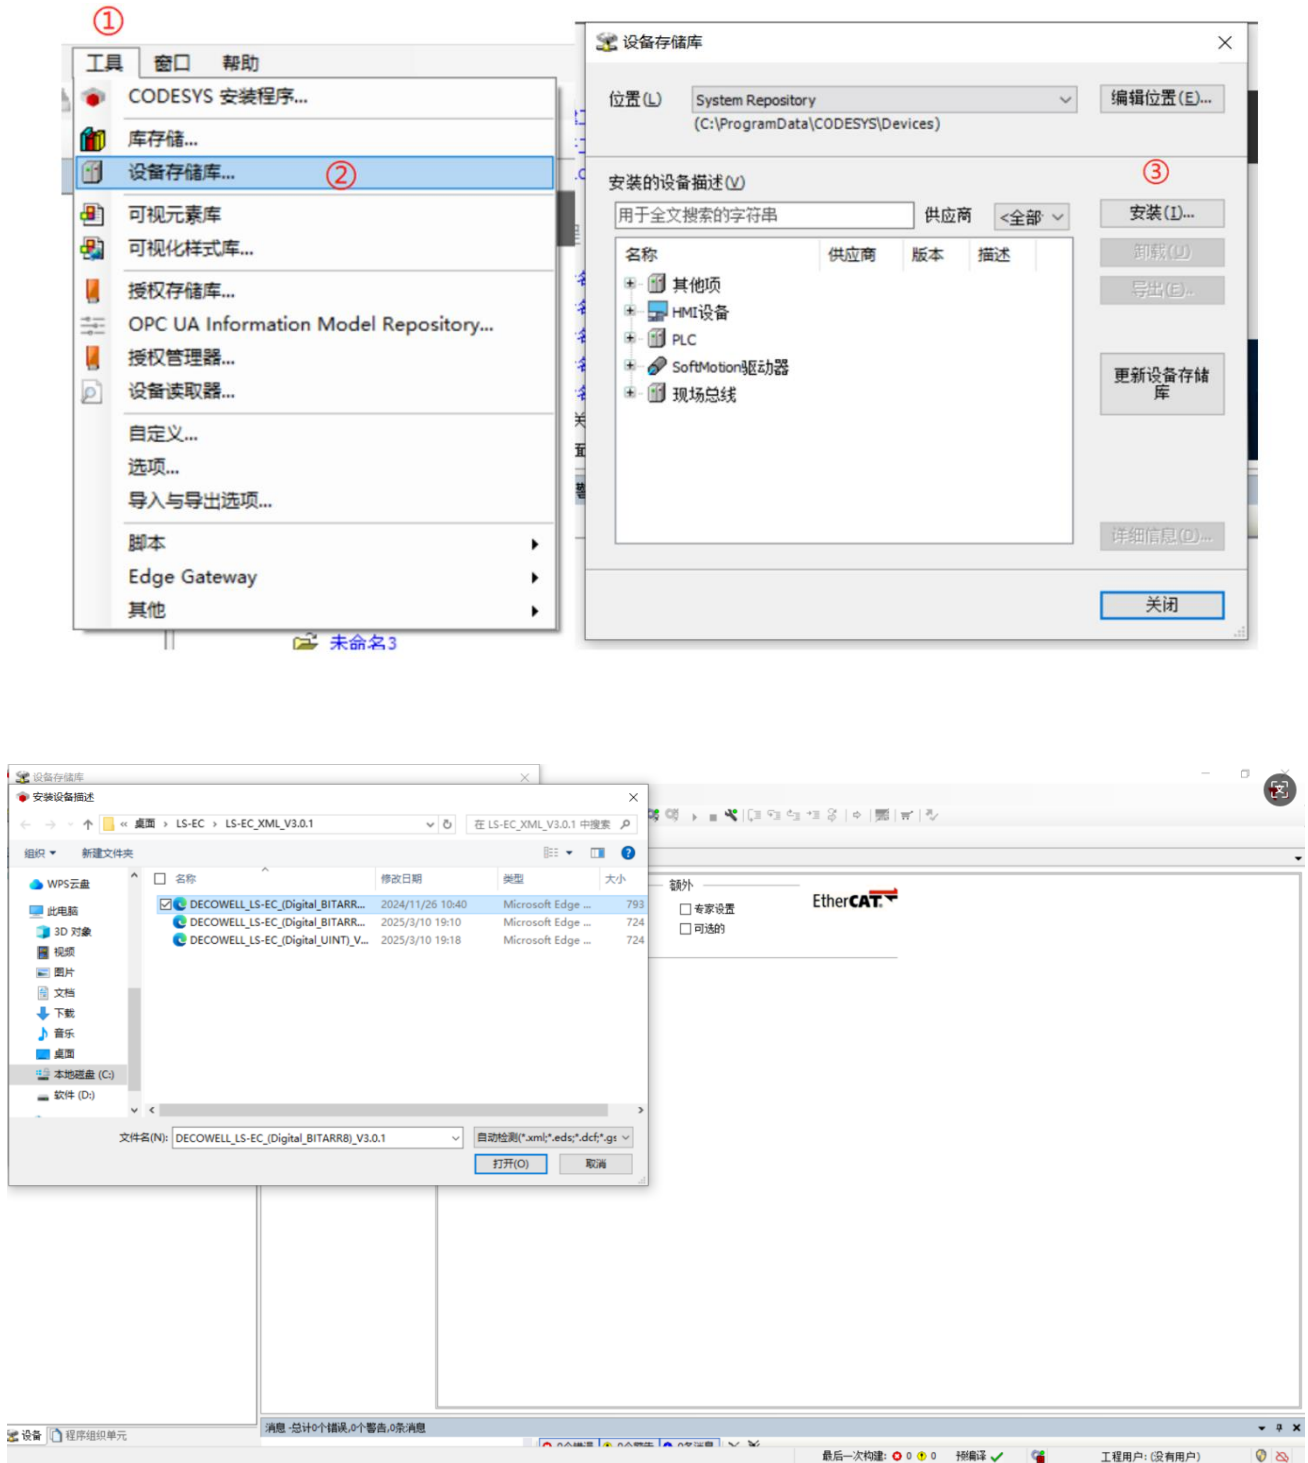 ①
工具 窗口 帮助
CODESYS 安装程序...
库存储...
设备存储库... ②
可视元素库
可视化样式库...
授权存储库...
OPC UA Information Model Repository...
授权管理器...
设备读取器...
自定义...
选项...
导入与导出选项...
脚本
Edge Gateway
其他
未命名3
设备存储库
位置(L) System Repository 编辑位置(E)...
(C:\ProgramData\CODESYS\Devices)
③
安装的设备描述(V)
用于全文搜索的字符串 供应商 <全部 安装(I)...
名称 供应商 版本 描述 卸载(U)
其他项
导出(E)..
HMI设备
PLC
SoftMotion驱动器
现场总线
更新设备存储
库
详细信息(D)...
关闭
设备存储库
安装设备描述
« 桌面 › LS-EC › LS-EC_XML_V3.0.1 在 LS-EC_XML_V3.0.1 中搜索
组织 新建文件夹
名称 修改日期 类型 大小
DECOWELL_LS-EC_(Digital_BITARR... 2024/11/26 10:40 Microsoft Edge ... 793
DECOWELL_LS-EC_(Digital_BITARR... 2025/3/10 19:10 Microsoft Edge ... 724
DECOWELL_LS-EC_(Digital_UINT)_V... 2025/3/10 19:18 Microsoft Edge ... 724
WPS云盘
此电脑
3D 对象
视频
图片
文档
下载
音乐
桌面
本地磁盘 (C:)
软件 (D:)
文件名(N): DECOWELL_LS-EC_(Digital_BITARR8)_V3.0.1 自动检测(*.xml;*.eds;*.dcf;*.gs
打开(O) 取消
额外
专家设置
可选的
EtherCAT
消息 -总计0个错误,0个警告,0条消息
设备 程序组织单元
0个错误 0个警告 0条消息
最后一次构建: 0 0 预编译 工程用户: (没有用户)